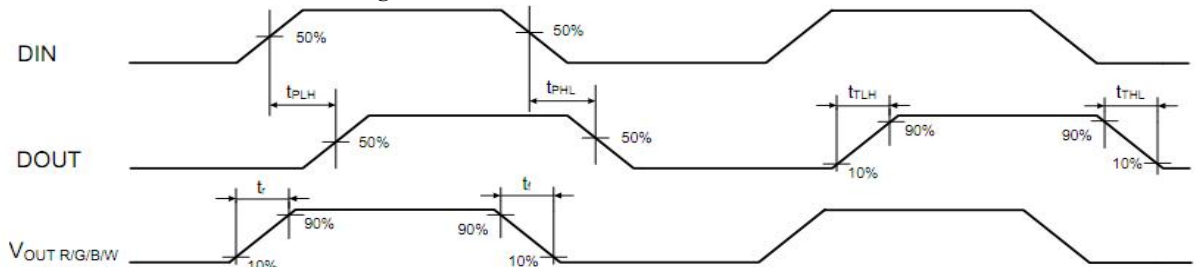 DIN
50%
50%
tPLH
tPHL
tTLH
tTHL
DOUT
50%
50%
90%
90%
10%
10%
tr
tf
90%
90%
VOUT R/G/B/W
10%
10%